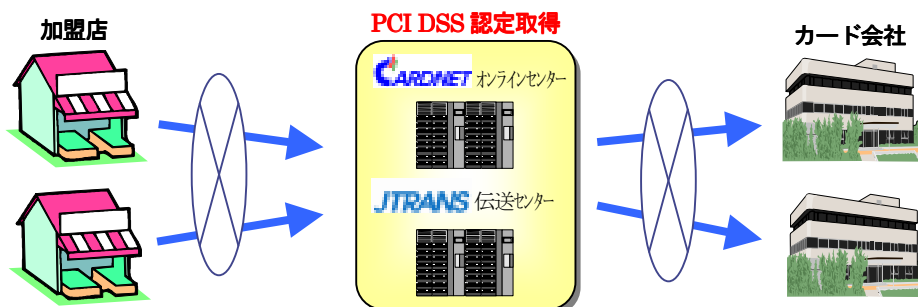 加盟店
PCI DSS 認定取得
カード会社
CARDNET オンラインセンター
JTRANS 伝送センター